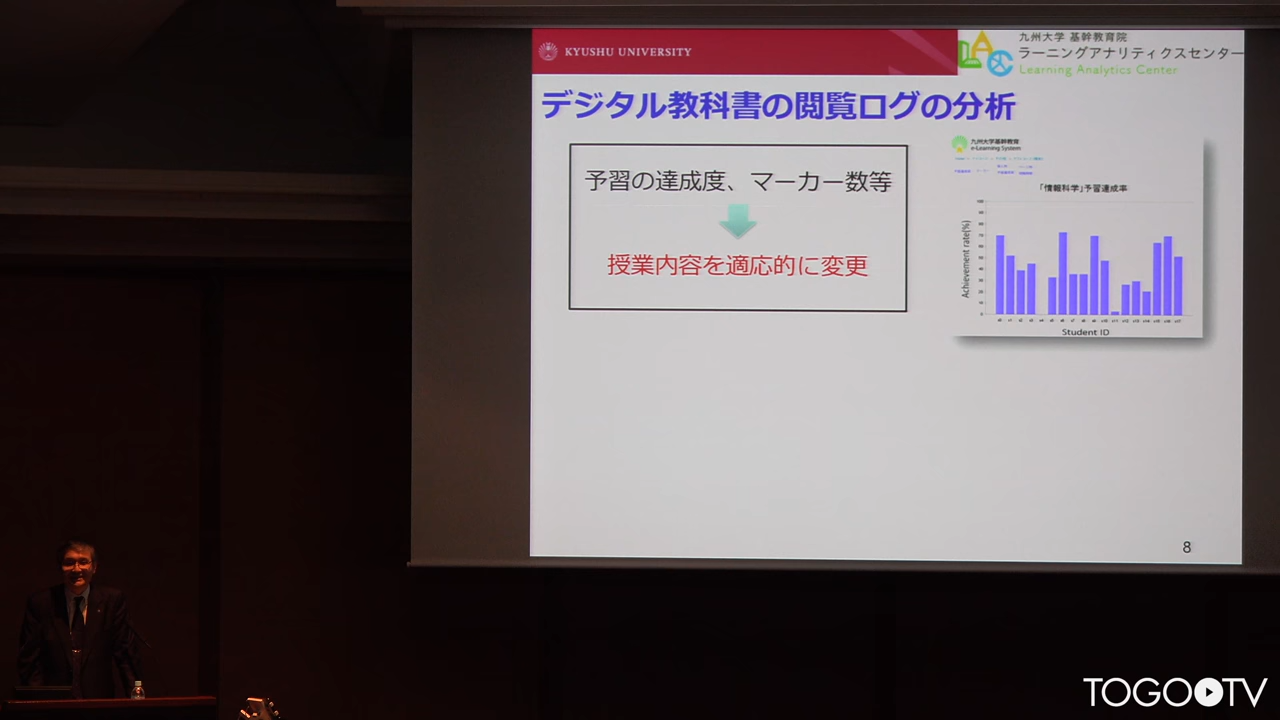 KYUSHU UNIVERSITY
九州大学 基幹教育院
ラーニングアナリティクスセンター
Learning Analytics Center
デジタル教科書の閲覧ログの分析
予習の達成度、マーカー数等
授業内容を適応的に変更
九州大学基幹教育
e-Learning System
「情報科学」予習達成率
Achievement rate(%)
Student ID
8
TOGOTV